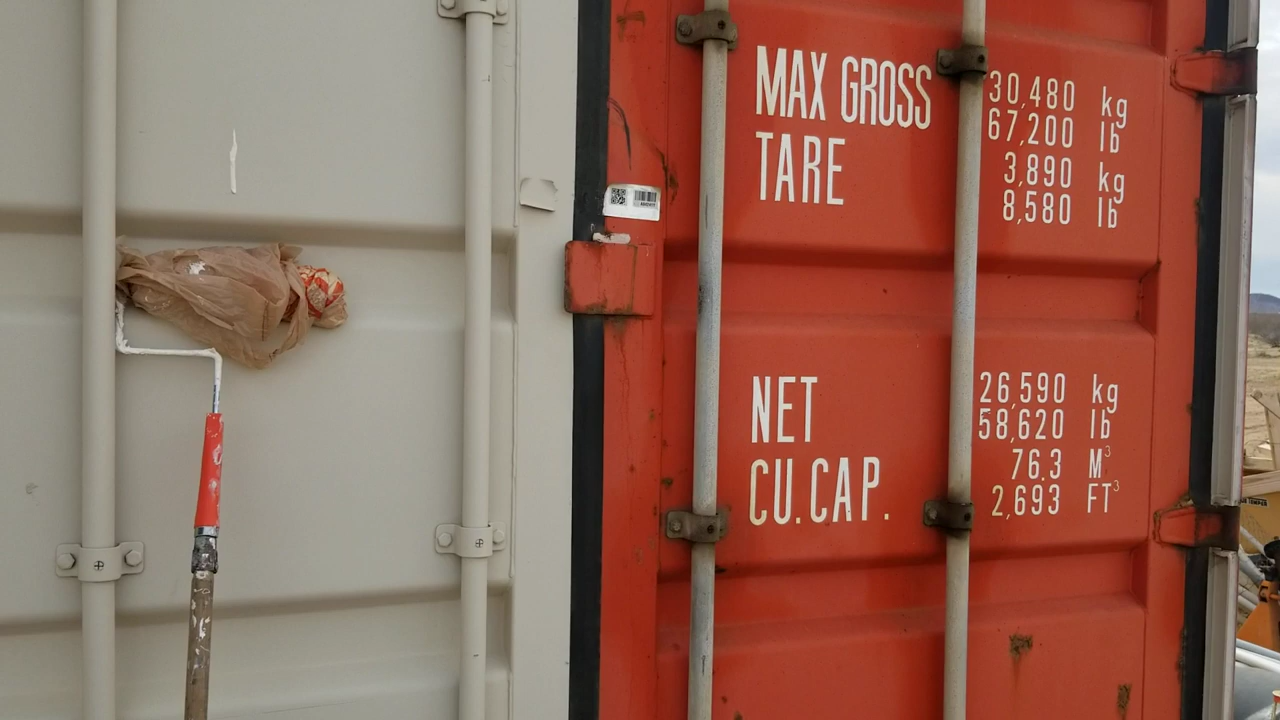 MAX GROSS 30,480 kg
67,200 lb
TARE 3,890 kg
8,580 lb
NET 26,590 kg
58,620 lb
CU.CAP. 76.3 M³
2,693 FT³